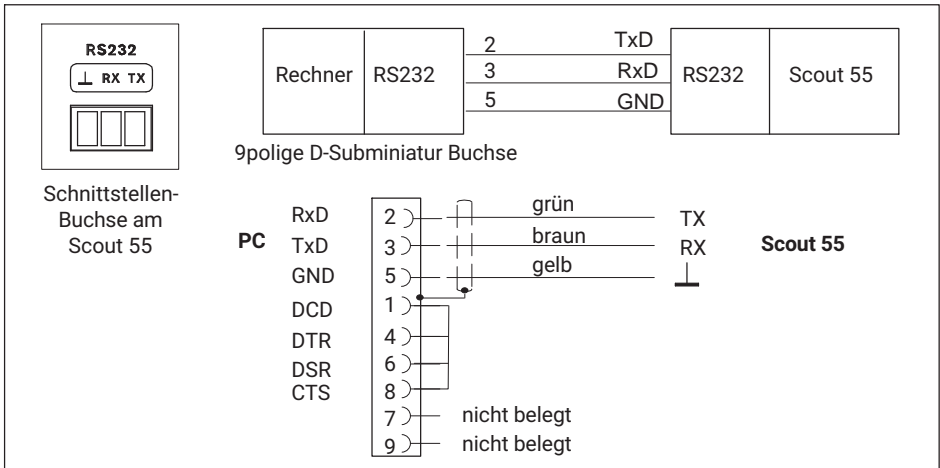 RS232
⊥ RX TX
Schnittstellen-
Buchse am
Scout 55
Rechner
RS232
2
TxD
3
RxD
5
GND
RS232
Scout 55
9polige D-Subminiatur Buchse
PC
RxD
2
grün
TX
TxD
3
braun
RX
GND
5
gelb
Scout 55
DCD
1
DTR
4
DSR
6
CTS
8
7
nicht belegt
9
nicht belegt